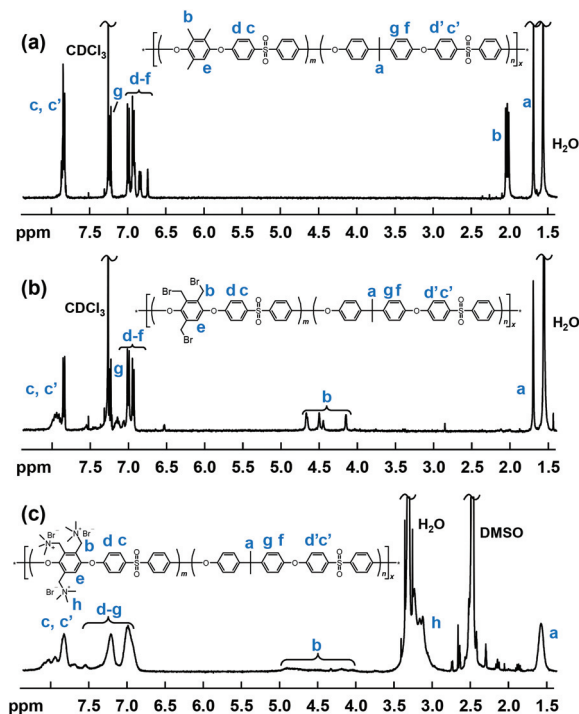 (a)
CDCl3
b
d c
g f
d' c'
O
O
S
O
O
m
O
O
S
O
O
n
x
e
a
c, c'
g
d-f
b
a
H2O
ppm 7.5 7.0 6.5 6.0 5.5 5.0 4.5 4.0 3.5 3.0 2.5 2.0 1.5
(b)
CDCl3
Br
Br
b
d c
a
g f
d'c'
O
O
S
O
O
m
O
O
S
O
O
n
x
e
Br
H2O
c, c'
g
d-f
b
a
ppm 7.5 7.0 6.5 6.0 5.5 5.0 4.5 4.0 3.5 3.0 2.5 2.0 1.5
(c)
Br-
N+
N+
Br-
b
d c
a
g f
d'c'
O
O
S
O
O
m
O
O
S
O
O
n
x
e
Br-
N+
h
H2O
DMSO
c, c'
d-g
b
h
a
ppm 7.5 7.0 6.5 6.0 5.5 5.0 4.5 4.0 3.5 3.0 2.5 2.0 1.5